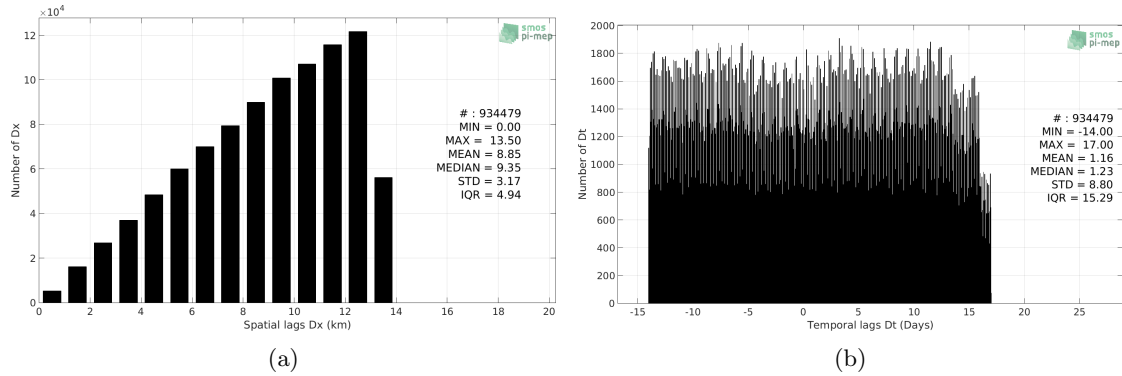 ×10⁴
12
10
8
6
4
2
0
Number of Dx
0 2 4 6 8 10 12 14 16 18 20
Spatial lags Dx (km)
smos
pi-mep
# : 934479
MIN = 0.00
MAX = 13.50
MEAN = 8.85
MEDIAN = 9.35
STD = 3.17
IQR = 4.94
(a)
2000
1800
1600
1400
1200
1000
800
600
400
200
0
Number of Dt
-15 -10 -5 0 5 10 15 20 25
Temporal lags Dt (Days)
smos
pi-mep
# : 934479
MIN = -14.00
MAX = 17.00
MEAN = 1.16
MEDIAN = 1.23
STD = 8.80
IQR = 15.29
(b)